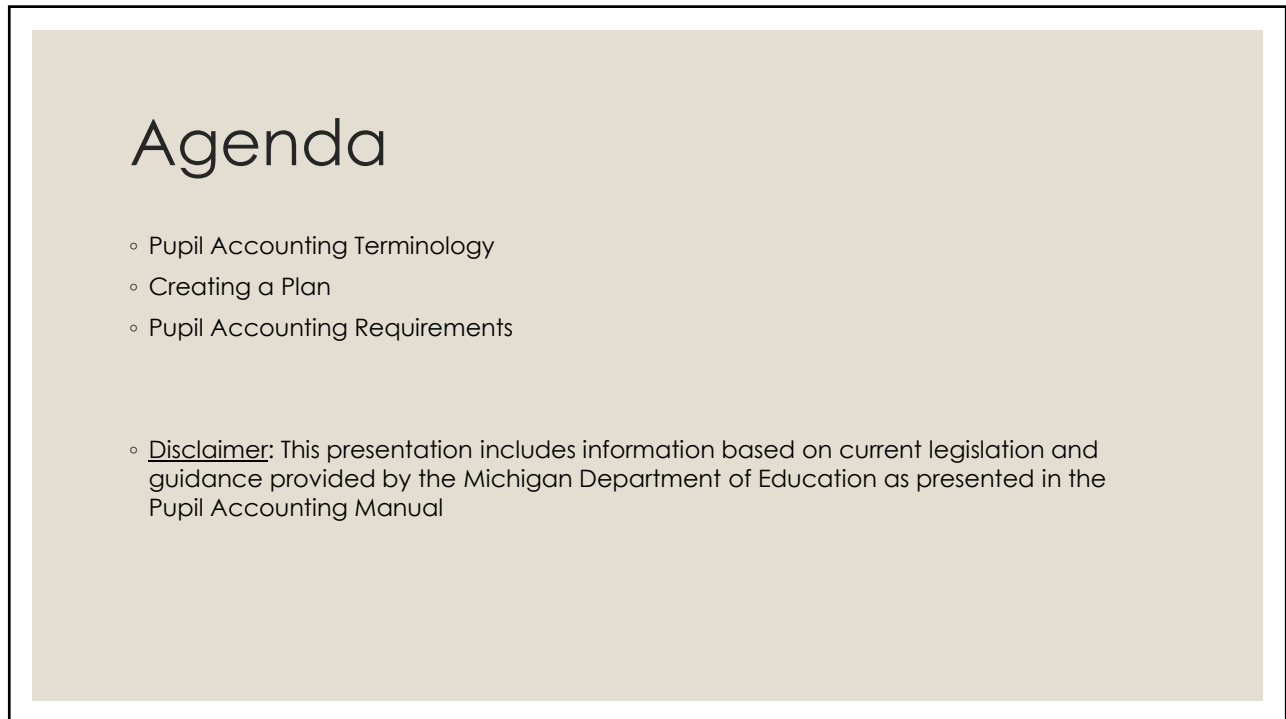 Agenda
◦ Pupil Accounting Terminology
◦ Creating a Plan
◦ Pupil Accounting Requirements
◦ Disclaimer: This presentation includes information based on current legislation and
guidance provided by the Michigan Department of Education as presented in the
Pupil Accounting Manual